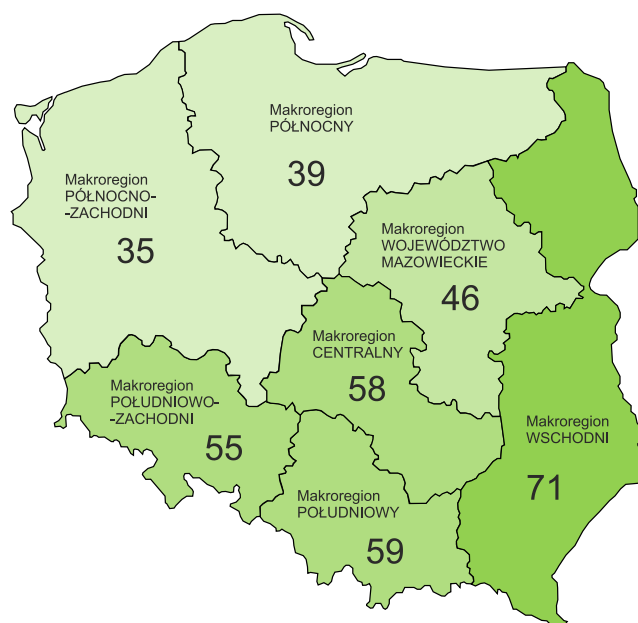 Makroregion
PÓŁNOCNY
39
Makroregion
PÓŁNOCNO-
-ZACHODNI
35
Makroregion
WOJEWÓDZTWO
MAZOWIECKIE
46
Makroregion
CENTRALNY
58
Makroregion
POŁUDNIOWO-
-ZACHODNI
55
Makroregion
WSCHODNI
71
Makroregion
POŁUDNIOWY
59